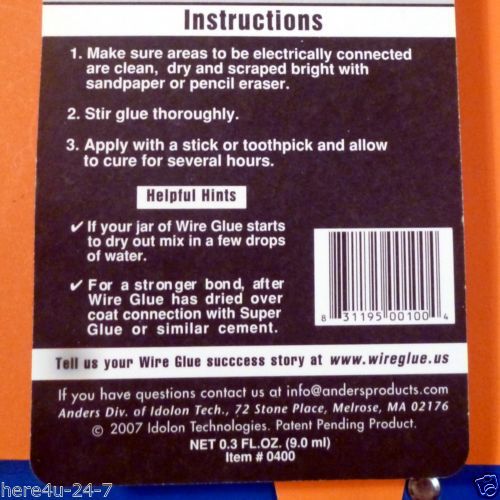 Instructions
1. Make sure areas to be electrically connected
are clean, dry and scraped bright with
sandpaper or pencil eraser.
2. Stir glue thoroughly.
3. Apply with a stick or toothpick and allow
to cure for several hours.
Helpful Hints
✓ If your jar of Wire Glue starts
to dry out mix in a few drops
of water.
✓ For a stronger bond, after
Wire Glue has dried over
coat connection with Super
Glue or similar cement.
8 31195 00100 4
Tell us your Wire Glue succcess story at www.wireglue.us
If you have questions contact us at info@andersproducts.com
Anders Div. of Idolon Tech., 72 Stone Place, Melrose, MA 02176
© 2007 Idolon Technologies. Patent Pending Product.
NET 0.3 FL.OZ. (9.0 ml)
Item # 0400
here4u-24-7